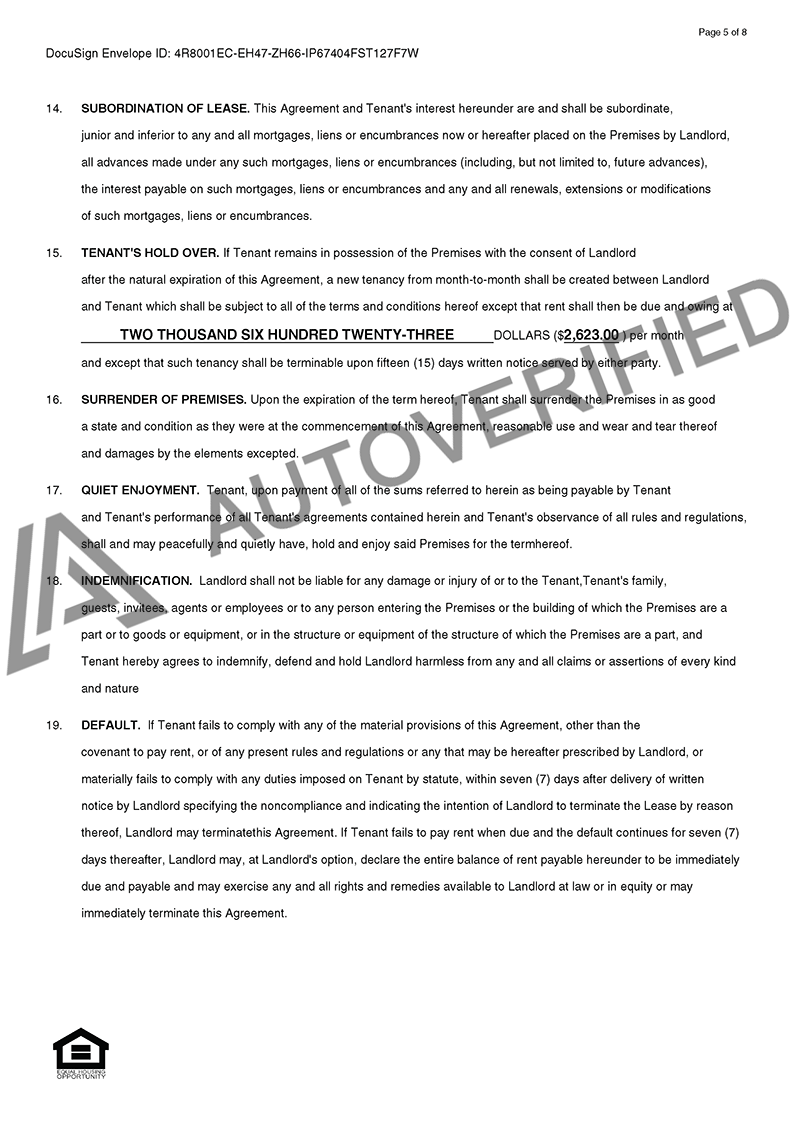 Page 5 of 8
DocuSign Envelope ID: 4R8001EC-EH47-ZH66-IP67404FST127F7W
14. SUBORDINATION OF LEASE. This Agreement and Tenant's interest hereunder are and shall be subordinate,
junior and inferior to any and all mortgages, liens or encumbrances now or hereafter placed on the Premises by Landlord,
all advances made under any such mortgages, liens or encumbrances (including, but not limited to, future advances),
the interest payable on such mortgages, liens or encumbrances and any and all renewals, extensions or modifications
of such mortgages, liens or encumbrances.
15. TENANT'S HOLD OVER. If Tenant remains in possession of the Premises with the consent of Landlord
after the natural expiration of this Agreement, a new tenancy from month-to-month shall be created between Landlord
and Tenant which shall be subject to all of the terms and conditions hereof except that rent shall then be due and owing at
TWO THOUSAND SIX HUNDRED TWENTY-THREE DOLLARS ($2,623.00 ) per month
and except that such tenancy shall be terminable upon fifteen (15) days written notice served by either party.
16. SURRENDER OF PREMISES. Upon the expiration of the term hereof, Tenant shall surrender the Premises in as good
a state and condition as they were at the commencement of this Agreement, reasonable use and wear and tear thereof
and damages by the elements excepted.
17. QUIET ENJOYMENT. Tenant, upon payment of all of the sums referred to herein as being payable by Tenant
and Tenant's performance of all Tenant's agreements contained herein and Tenant's observance of all rules and regulations,
shall and may peacefully and quietly have, hold and enjoy said Premises for the termhereof.
18. INDEMNIFICATION. Landlord shall not be liable for any damage or injury of or to the Tenant,Tenant's family,
guests, invitees, agents or employees or to any person entering the Premises or the building of which the Premises are a
part or to goods or equipment, or in the structure or equipment of the structure of which the Premises are a part, and
Tenant hereby agrees to indemnify, defend and hold Landlord harmless from any and all claims or assertions of every kind
and nature
19. DEFAULT. If Tenant fails to comply with any of the material provisions of this Agreement, other than the
covenant to pay rent, or of any present rules and regulations or any that may be hereafter prescribed by Landlord, or
materially fails to comply with any duties imposed on Tenant by statute, within seven (7) days after delivery of written
notice by Landlord specifying the noncompliance and indicating the intention of Landlord to terminate the Lease by reason
thereof, Landlord may terminatethis Agreement. If Tenant fails to pay rent when due and the default continues for seven (7)
days thereafter, Landlord may, at Landlord's option, declare the entire balance of rent payable hereunder to be immediately
due and payable and may exercise any and all rights and remedies available to Landlord at law or in equity or may
immediately terminate this Agreement.
AUTOVERIFIED
EQUAL HOUSING
OPPORTUNITY